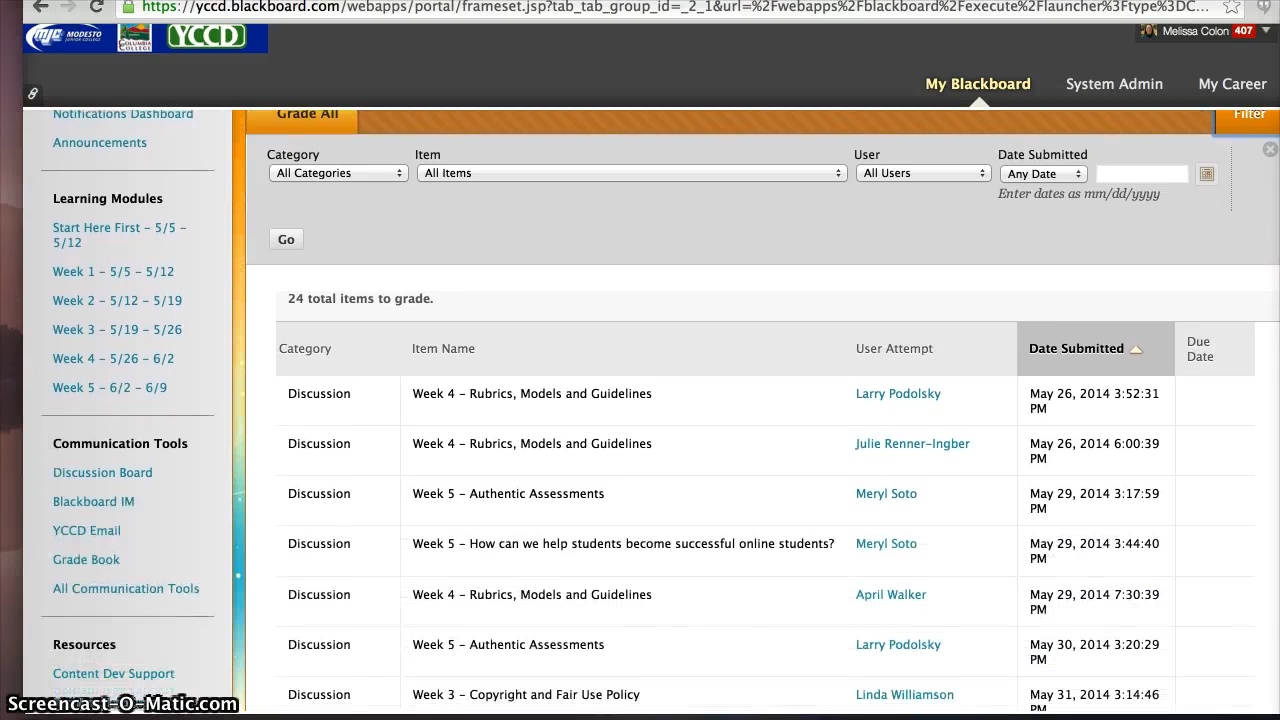 https://yccd.blackboard.com/webapps/portal/frameset.jsp?tab_tab_group_id=_2_1&url=%2Fwebapps%2Fblackboard%2Fexecute%2Flauncher%3Ftype%3DC...
mjc MODESTO JUNIOR COLLEGE COLUMBIA COLLEGE YCCD
Melissa Colon 407
My Blackboard System Admin My Career
Notifications Dashboard
Announcements
Learning Modules
Start Here First - 5/5 -
5/12
Week 1 - 5/5 - 5/12
Week 2 - 5/12 - 5/19
Week 3 - 5/19 - 5/26
Week 4 - 5/26 - 6/2
Week 5 - 6/2 - 6/9
Communication Tools
Discussion Board
Blackboard IM
YCCD Email
Grade Book
All Communication Tools
Resources
Content Dev Support
Grade All Filter
Category Item User Date Submitted
All Categories All Items All Users Any Date
Enter dates as mm/dd/yyyy
Go
24 total items to grade.
Category Item Name User Attempt Date Submitted Due
Date
Discussion Week 4 - Rubrics, Models and Guidelines Larry Podolsky May 26, 2014 3:52:31
PM
Discussion Week 4 - Rubrics, Models and Guidelines Julie Renner-Ingber May 26, 2014 6:00:39
PM
Discussion Week 5 - Authentic Assessments Meryl Soto May 29, 2014 3:17:59
PM
Discussion Week 5 - How can we help students become successful online students? Meryl Soto May 29, 2014 3:44:40
PM
Discussion Week 4 - Rubrics, Models and Guidelines April Walker May 29, 2014 7:30:39
PM
Discussion Week 5 - Authentic Assessments Larry Podolsky May 30, 2014 3:20:29
PM
Discussion Week 3 - Copyright and Fair Use Policy Linda Williamson May 31, 2014 3:14:46
PM
Screencast-O-Matic.com